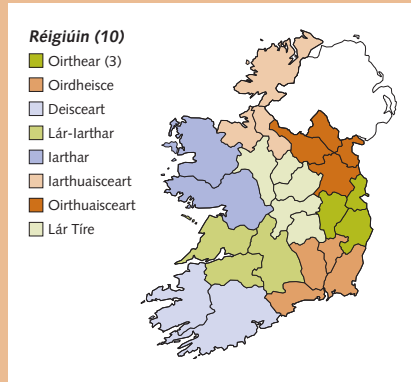 Réigiúin (10)
Oirthear (3)
Oirdheisce
Deisceart
Lár-Iarthar
Iarthar
Iarthuaisceart
Oirthuaisceart
Lár Tíre